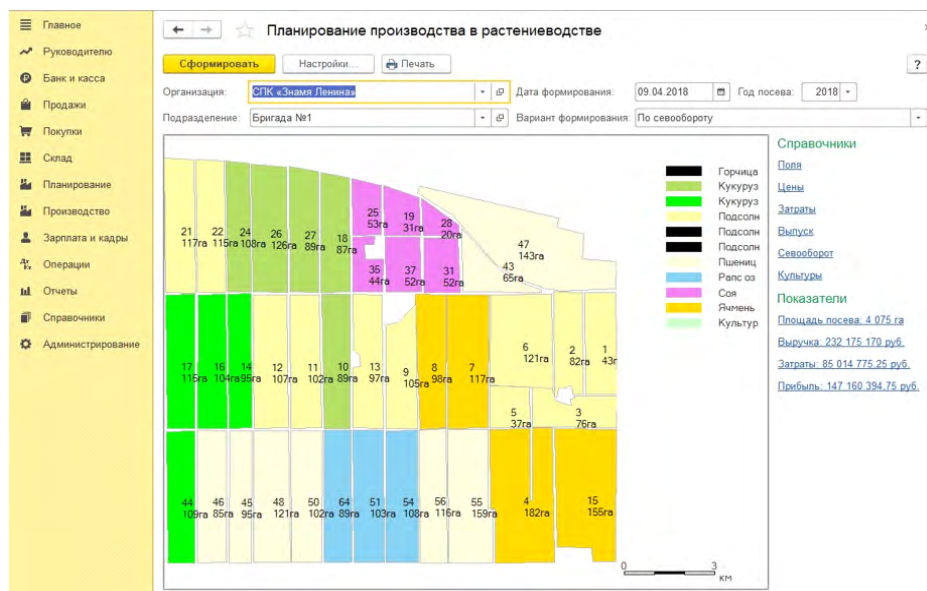 Главное
Руководителю
Банк и касса
Продажи
Покупки
Склад
Планирование
Производство
Зарплата и кадры
Операции
Отчеты
Справочники
Администрирование
Планирование производства в растениеводстве
Сформировать Настройки... Печать ?
Организация: СПК «Знамя Ленина» Дата формирования: 09.04.2018 Год посева: 2018
Подразделение: Бригада №1 Вариант формирования: По севообороту
21 117га
22 115га
24 108га
26 126га
27 89га
18 87га
25 53га
19 31га
28 20га
35 44га
37 52га
31 52га
47 143га
43 65га
17 115га
16 104га
14 95га
12 107га
11 102га
10 89га
13 97га
9 105га
8 98га
7 117га
6 121га
2 82га
1 43г
5 37га
3 76га
44 109га
46 85га
45 95га
48 121га
50 102га
64 89га
51 103га
54 108га
56 116га
55 159га
4 182га
15 155га
Горчица
Кукуруз
Кукуруз
Подсолн
Подсолн
Подсолн
Пшениц
Рапс оз
Соя
Ячмень
Культур
0 3
км
Справочники
Поля
Цены
Затраты
Выпуск
Севооборот
Культуры
Показатели
Площадь посева: 4 075 га
Выручка: 232 175 170 руб.
Затраты: 85 014 775,25 руб.
Прибыль: 147 160 394,75 руб.